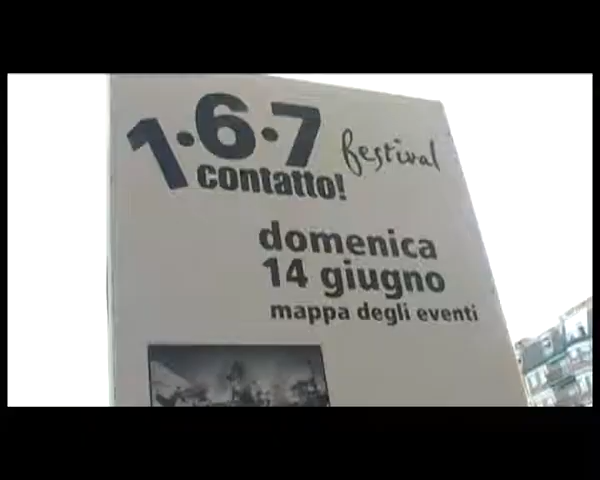 1.6.7 festival
contatto!
domenica
14 giugno
mappa degli eventi